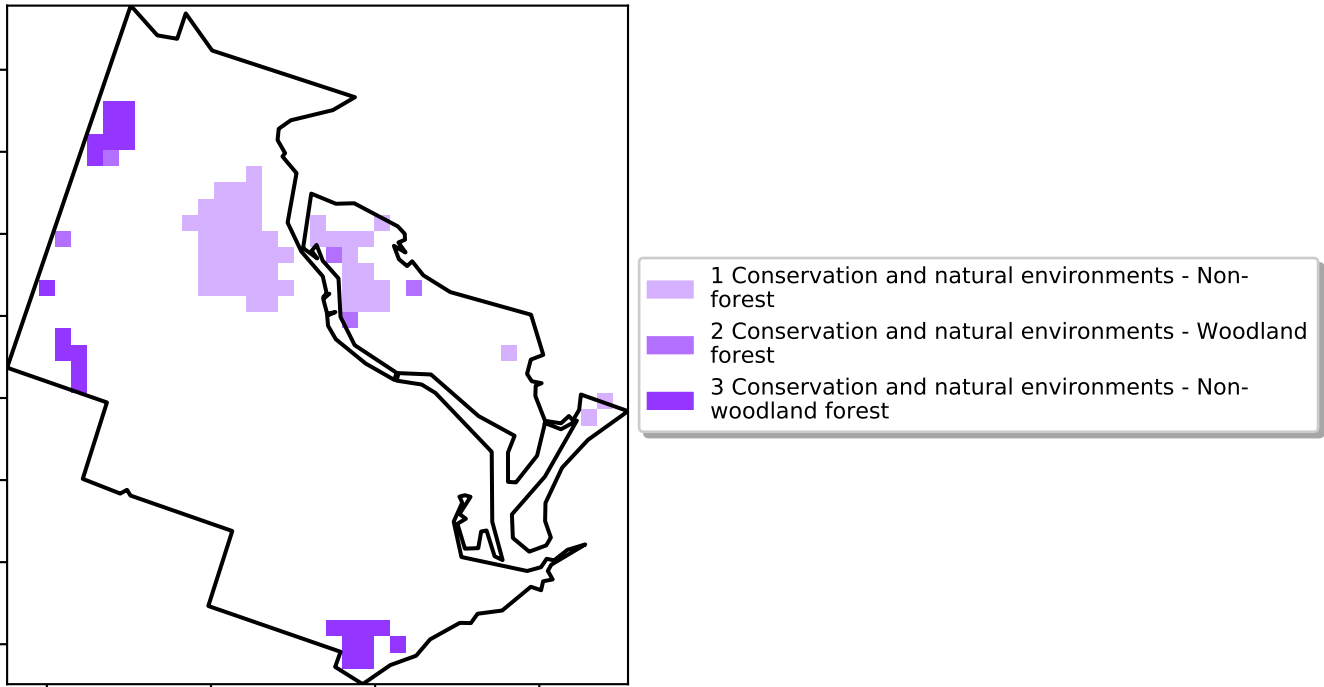 1 Conservation and natural environments - Non-
forest
2 Conservation and natural environments - Woodland
forest
3 Conservation and natural environments - Non-
woodland forest